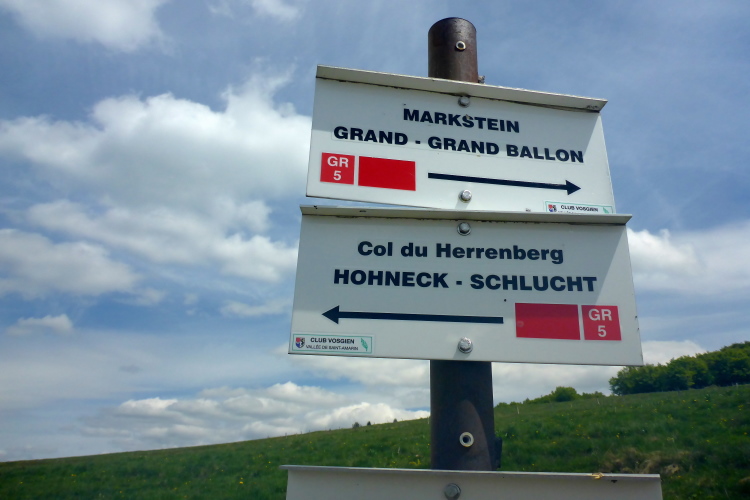 MARKSTEIN
GRAND - GRAND BALLON
GR
5
CLUB VOSGIEN
Col du Herrenberg
HOHNECK - SCHLUCHT
GR
5
CLUB VOSGIEN
VALLÉE DE SAINT-AMARIN